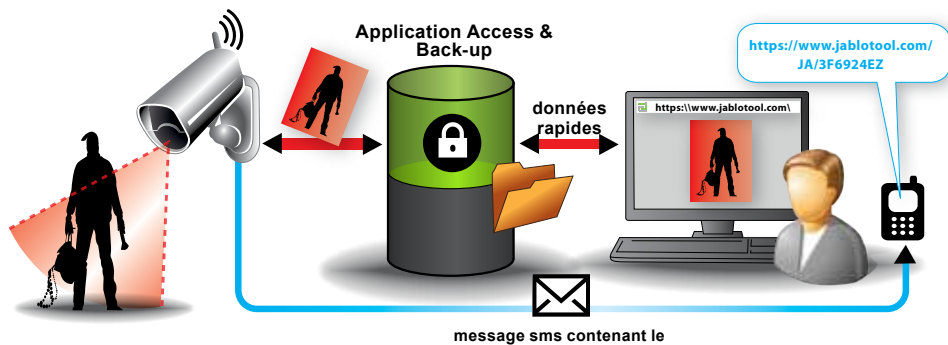 Application Access &
Back-up
https://www.jablotool.com/
JA/3F6924EZ
données
rapides
https:\\www.jablotool.com\
message sms contenant le